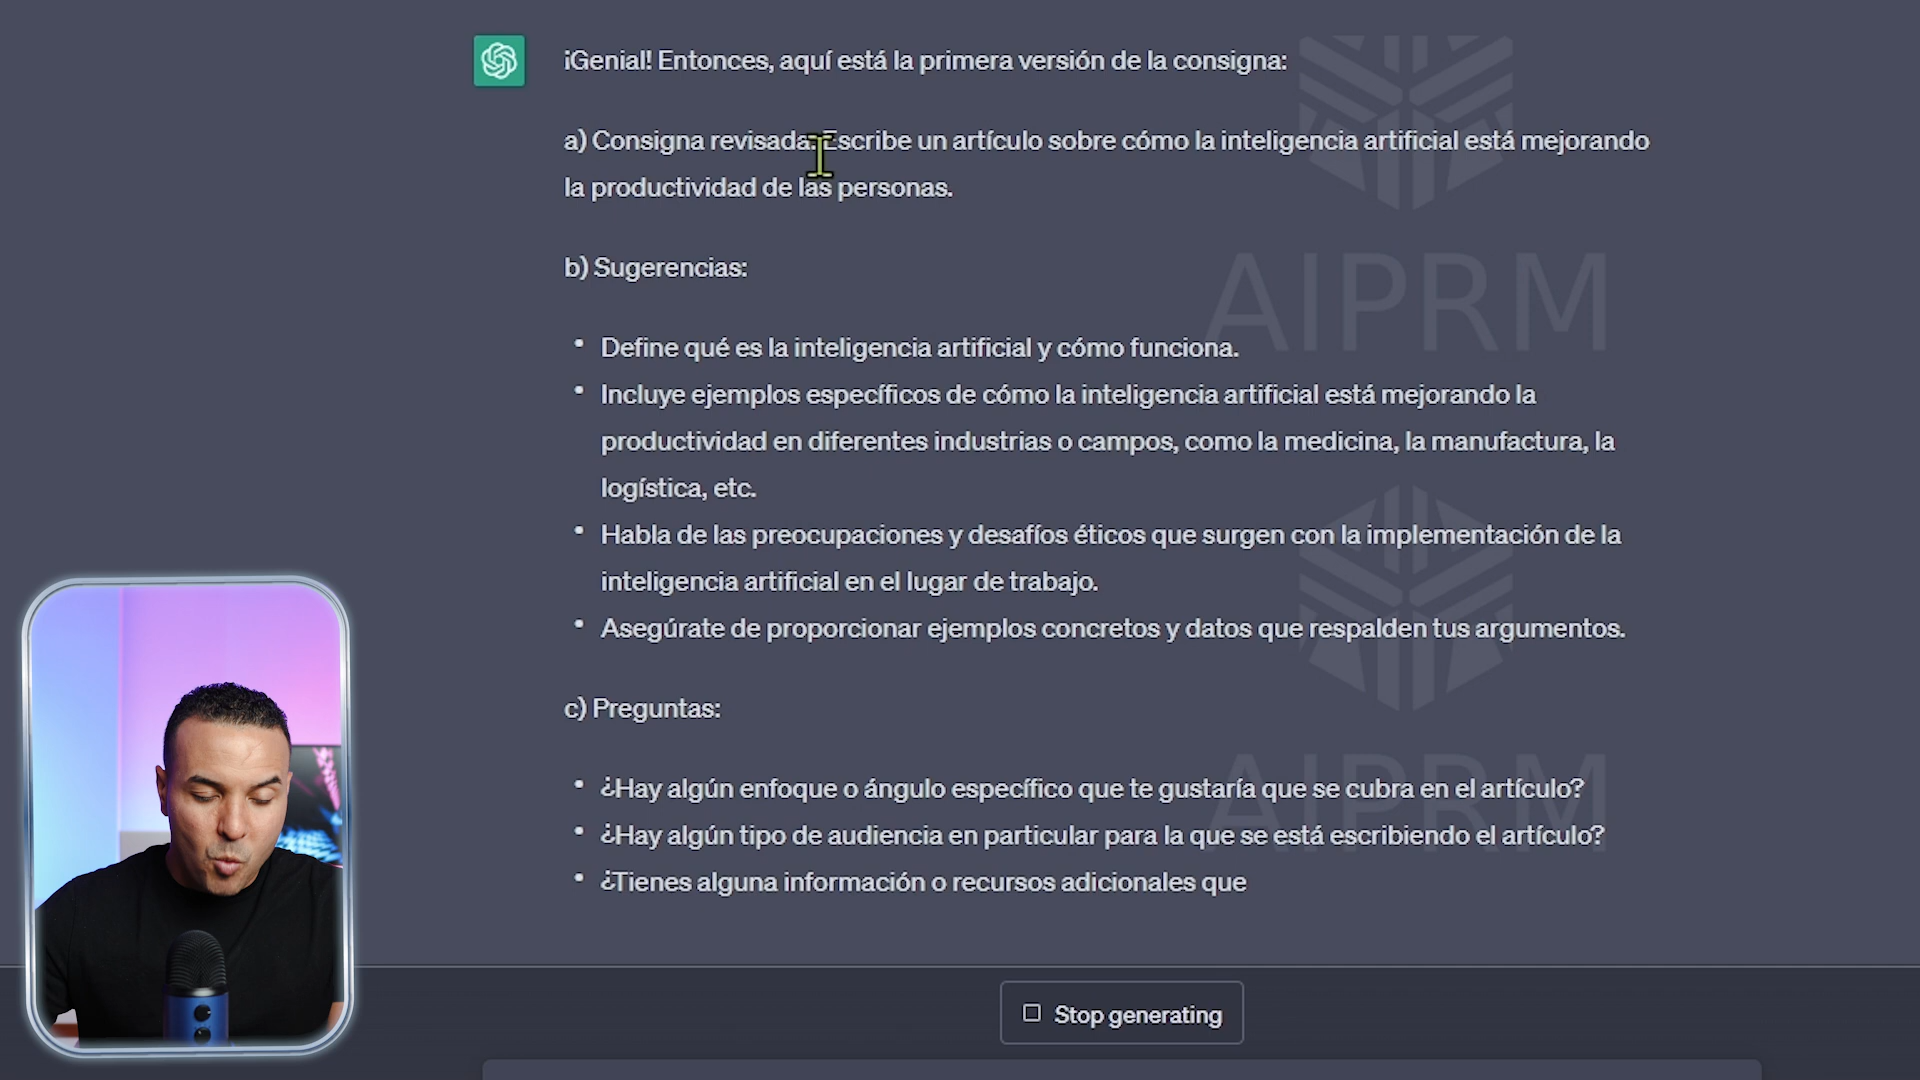 ¡Genial! Entonces, aquí está la primera versión de la consigna:
a) Consigna revisada: Escribe un artículo sobre cómo la inteligencia artificial está mejorando
la productividad de las personas.
b) Sugerencias:
• Define qué es la inteligencia artificial y cómo funciona.
• Incluye ejemplos específicos de cómo la inteligencia artificial está mejorando la
productividad en diferentes industrias o campos, como la medicina, la manufactura, la
logística, etc.
• Habla de las preocupaciones y desafíos éticos que surgen con la implementación de la
inteligencia artificial en el lugar de trabajo.
• Asegúrate de proporcionar ejemplos concretos y datos que respalden tus argumentos.
c) Preguntas:
• ¿Hay algún enfoque o ángulo específico que te gustaría que se cubra en el artículo?
• ¿Hay algún tipo de audiencia en particular para la que se está escribiendo el artículo?
• ¿Tienes alguna información o recursos adicionales que
Stop generating
AIPRM
AIPRM